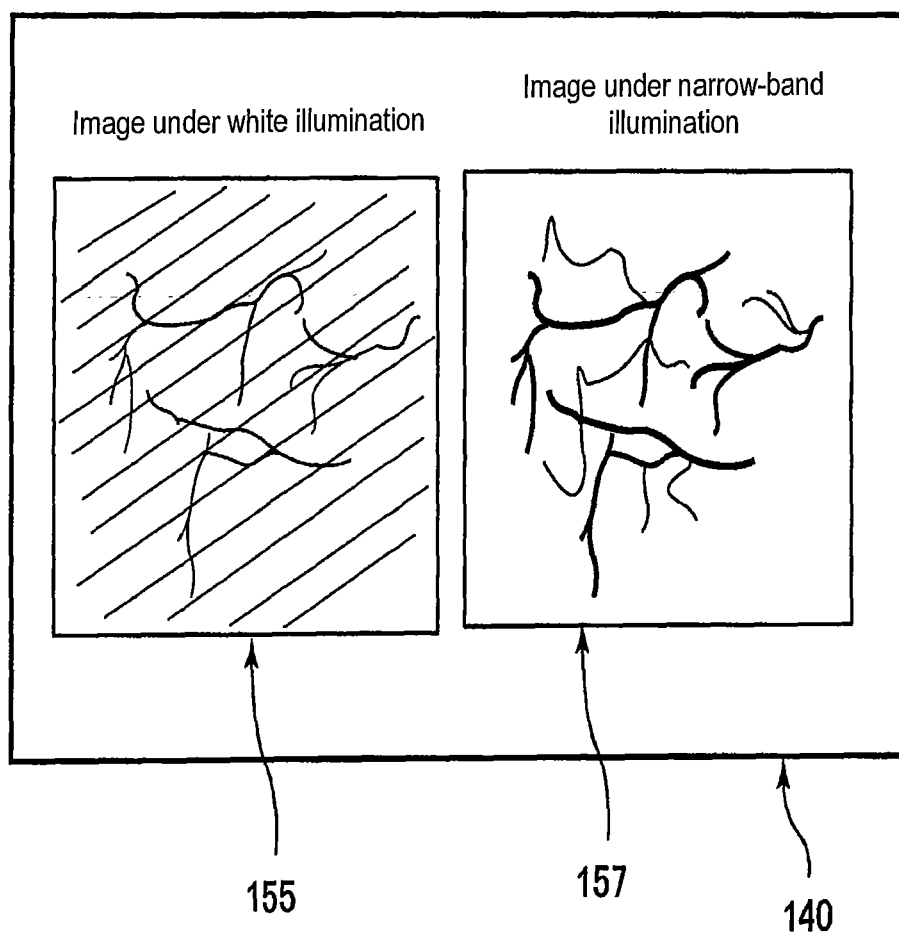 Image under white illumination
Image under narrow-band
illumination
155
157
140